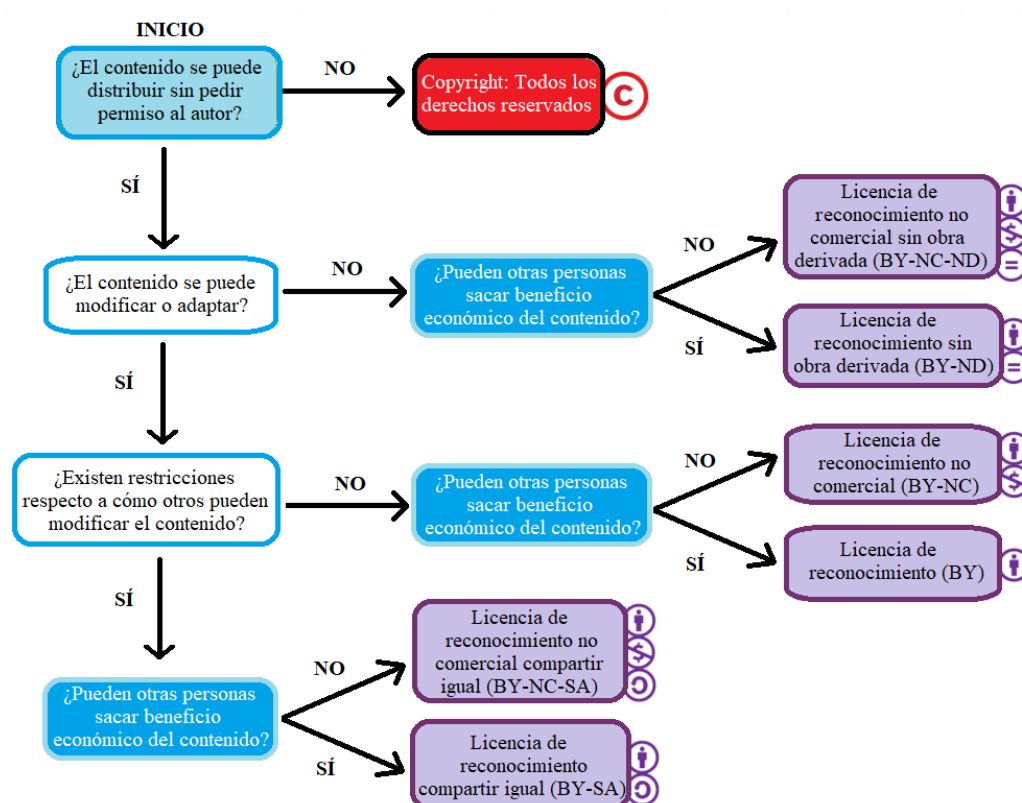 INICIO
¿El contenido se puede
distribuir sin pedir
permiso al autor?
NO
Copyright: Todos los
derechos reservados
C
SÍ
¿El contenido se puede
modificar o adaptar?
NO
¿Pueden otras personas
sacar beneficio
económico del contenido?
NO
Licencia de
reconocimiento no
comercial sin obra
derivada (BY-NC-ND)
$
=
SÍ
Licencia de
reconocimiento sin
obra derivada (BY-ND)
=
SÍ
¿Existen restricciones
respecto a cómo otros pueden
modificar el contenido?
NO
¿Pueden otras personas
sacar beneficio
económico del contenido?
NO
Licencia de
reconocimiento no
comercial (BY-NC)
$
SÍ
Licencia de
reconocimiento (BY)
SÍ
¿Pueden otras personas
sacar beneficio
económico del contenido?
NO
Licencia de
reconocimiento no
comercial compartir
igual (BY-NC-SA)
$
SÍ
Licencia de
reconocimiento
compartir igual (BY-SA)